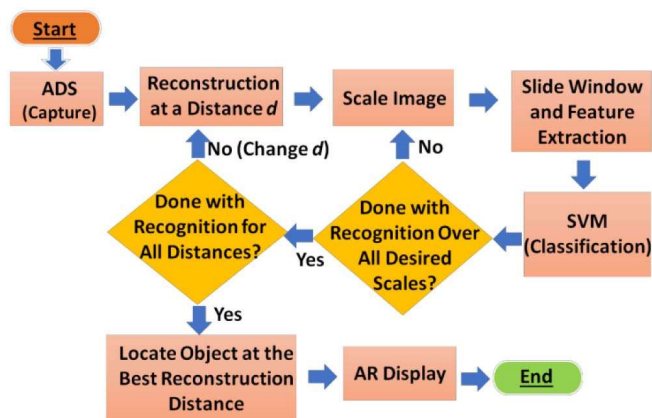 Start
ADS
(Capture)
Reconstruction
at a Distance d
Scale Image
Slide Window
and Feature
Extraction
No (Change d)
No
Done with
Recognition for
All Distances?
Yes
Done with
Recognition Over
All Desired
Scales?
SVM
(Classification)
Yes
Locate Object at the
Best Reconstruction
Distance
AR Display
End